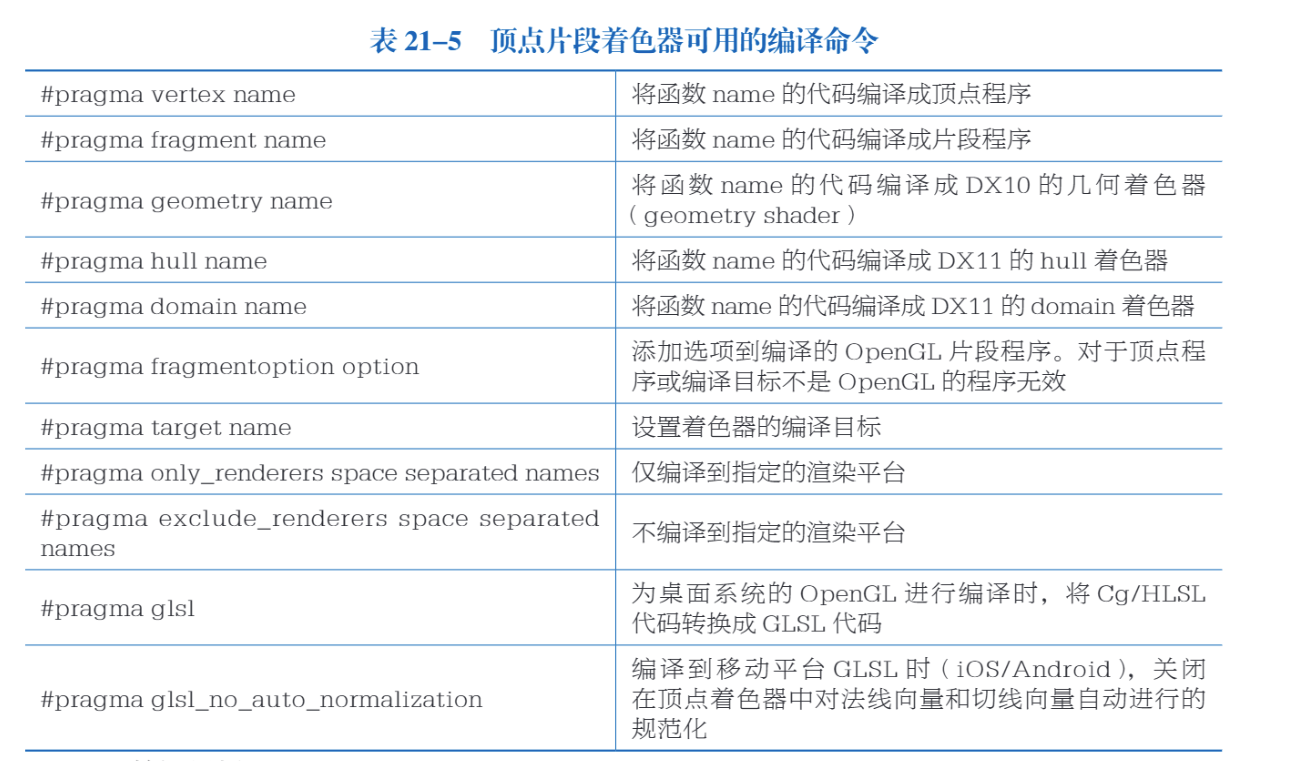 表 21–5 顶点片段着色器可用的编译命令
#pragma vertex name
将函数 name 的代码编译成顶点程序
#pragma fragment name
将函数 name 的代码编译成片段程序
#pragma geometry name
将函数 name 的代码编译成 DX10 的几何着色器
(geometry shader)
#pragma hull name
将函数 name 的代码编译成 DX11 的 hull 着色器
#pragma domain name
将函数 name 的代码编译成 DX11 的 domain 着色器
#pragma fragmentoption option
添加选项到编译的 OpenGL 片段程序。对于顶点程
序或编译目标不是 OpenGL 的程序无效
#pragma target name
设置着色器的编译目标
#pragma only_renderers space separated names
仅编译到指定的渲染平台
#pragma exclude_renderers space separated
names
不编译到指定的渲染平台
#pragma glsl
为桌面系统的 OpenGL 进行编译时，将 Cg/HLSL
代码转换成 GLSL 代码
#pragma glsl_no_auto_normalization
编译到移动平台 GLSL 时（iOS/Android），关闭
在顶点着色器中对法线向量和切线向量自动进行的
规范化